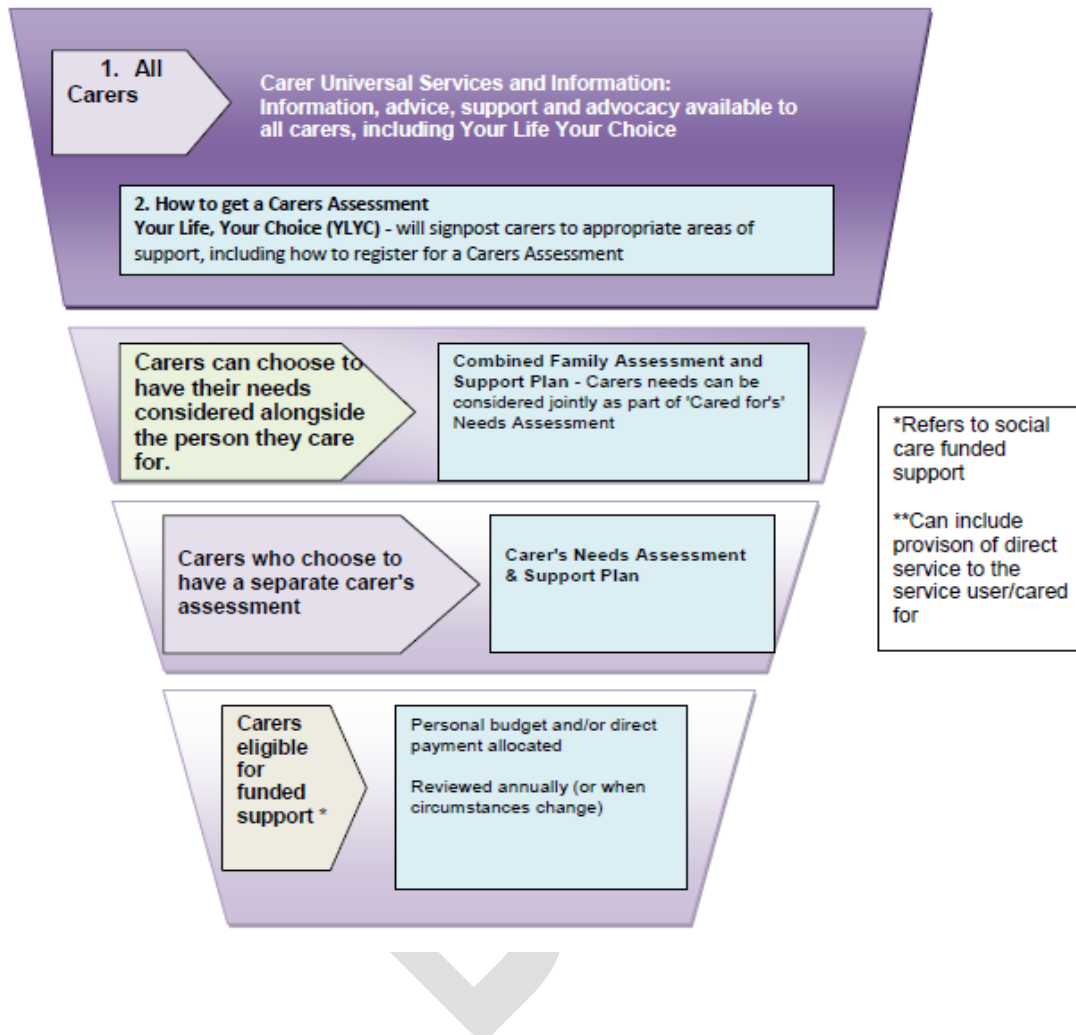 1. All
Carers
Carer Universal Services and Information:
Information, advice, support and advocacy available to
all carers, including Your Life Your Choice
2. How to get a Carers Assessment
Your Life, Your Choice (YLYC) - will signpost carers to appropriate areas of
support, including how to register for a Carers Assessment
Carers can choose to
have their needs
considered alongside
the person they care
for.
Combined Family Assessment and
Support Plan - Carers needs can be
considered jointly as part of 'Cared for's'
Needs Assessment
Carers who choose to
have a separate carer's
assessment
Carer's Needs Assessment
& Support Plan
Carers
eligible
for
funded
support *
Personal budget and/or direct
payment allocated
Reviewed annually (or when
circumstances change)
*Refers to social
care funded
support
**Can include
provison of direct
service to the
service user/cared
for